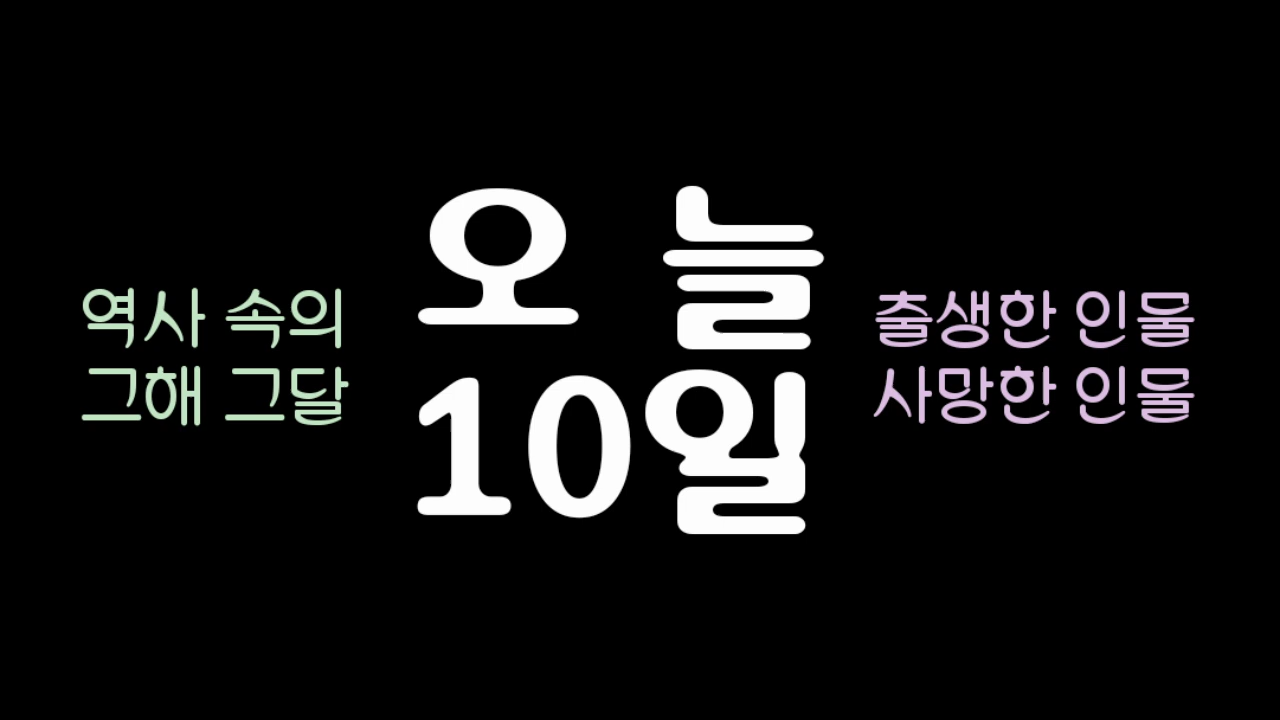 역사 속의
그해 그달
오 늘
10일
출생한 인물
사망한 인물